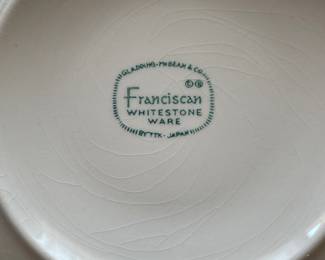 GLADDING-McBEAN & CO.
© ®
Franciscan
WHITESTONE
WARE
BY TTK - JAPAN